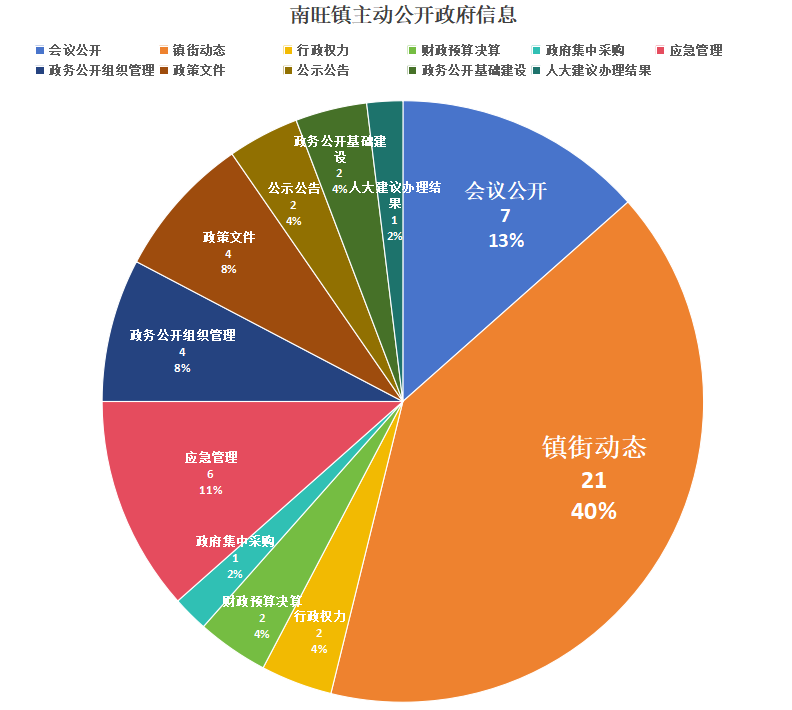 南旺镇主动公开政府信息
会议公开 镇街动态 行政权力 财政预算决算 政府集中采购 应急管理
政务公开组织管理 政策文件 公示公告 政务公开基础建设 人大建议办理结果
政务公开基础建
设
2
4%
人大建议办理结
果
1
2%
会议公开
7
13%
公示公告
2
4%
政策文件
4
8%
政务公开组织管理
4
8%
镇街动态
21
40%
应急管理
6
11%
政府集中采购
1
2%
财政预算决算
2
4%
行政权力
2
4%